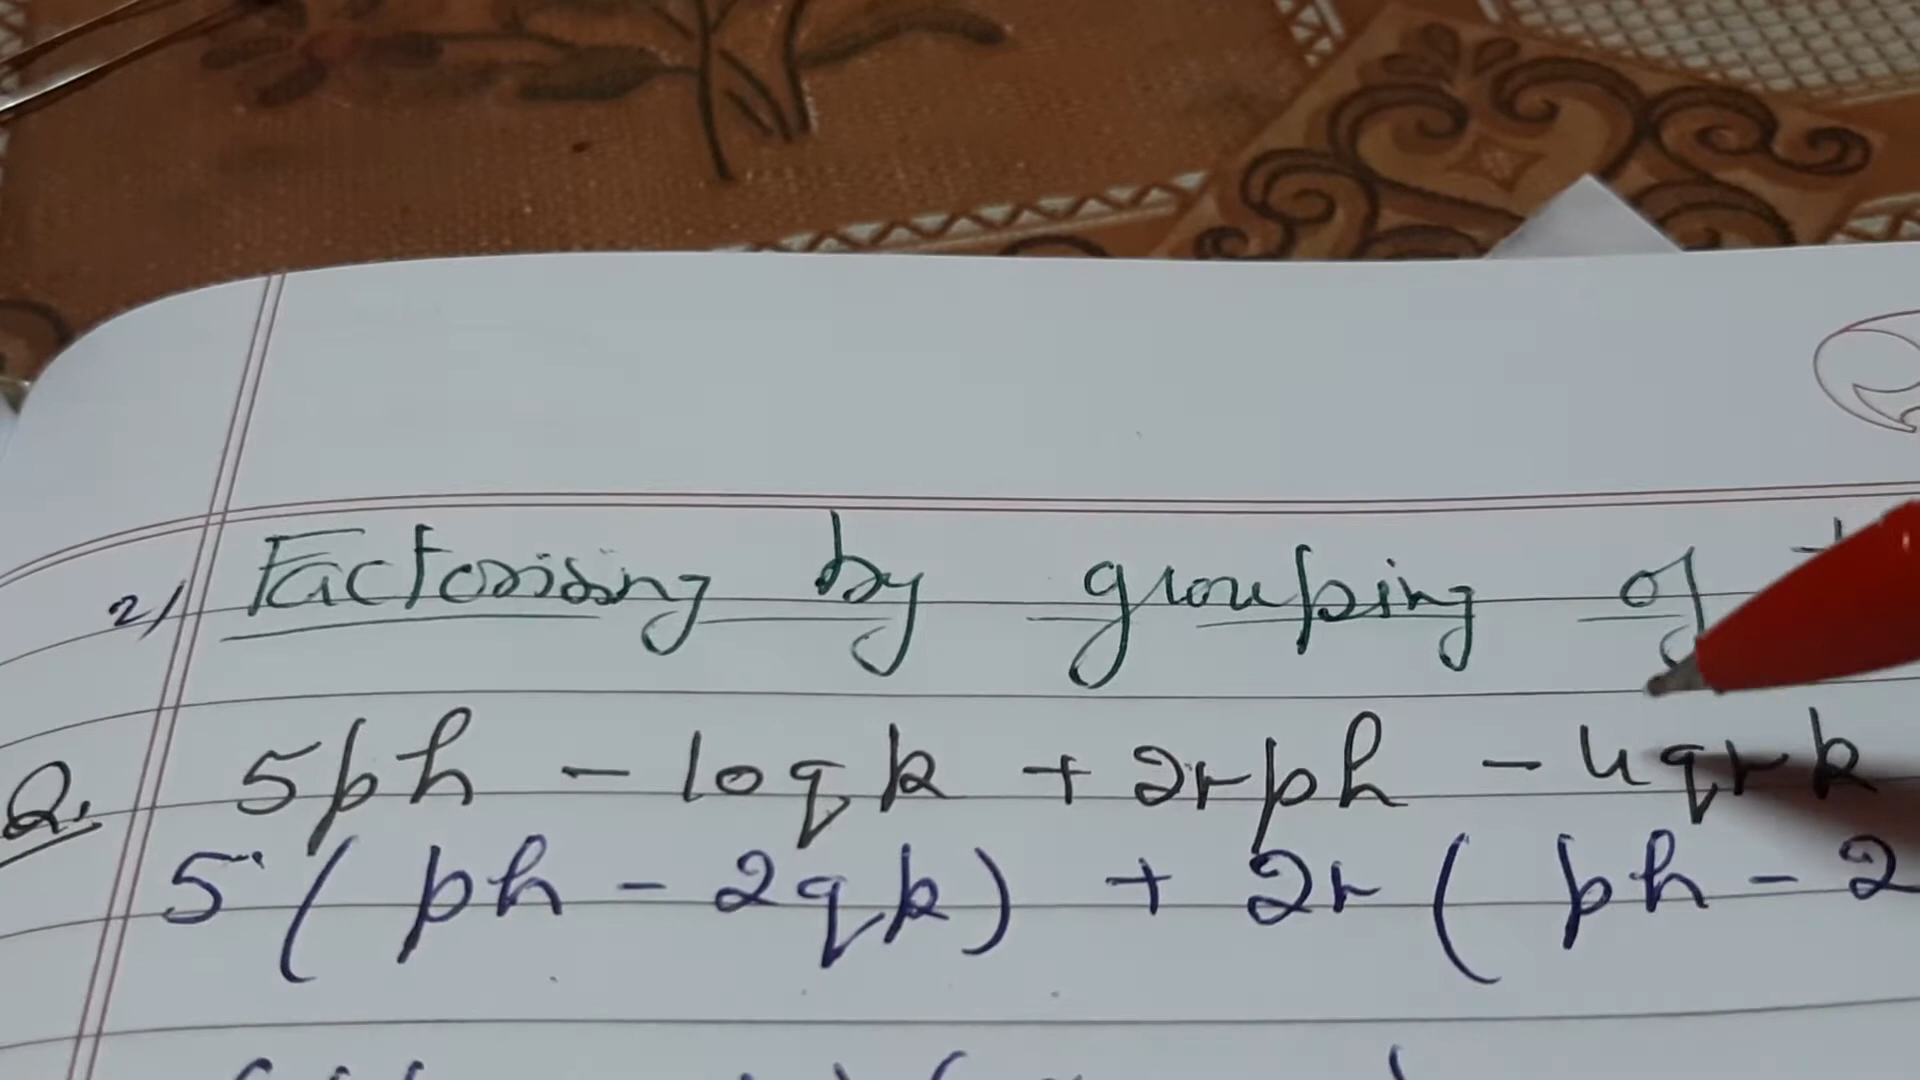 2) Factorising by grouping of
Q. 5ph - 10qk + 2rph - 4qrk
5(ph - 2qk) + 2r(ph - 2